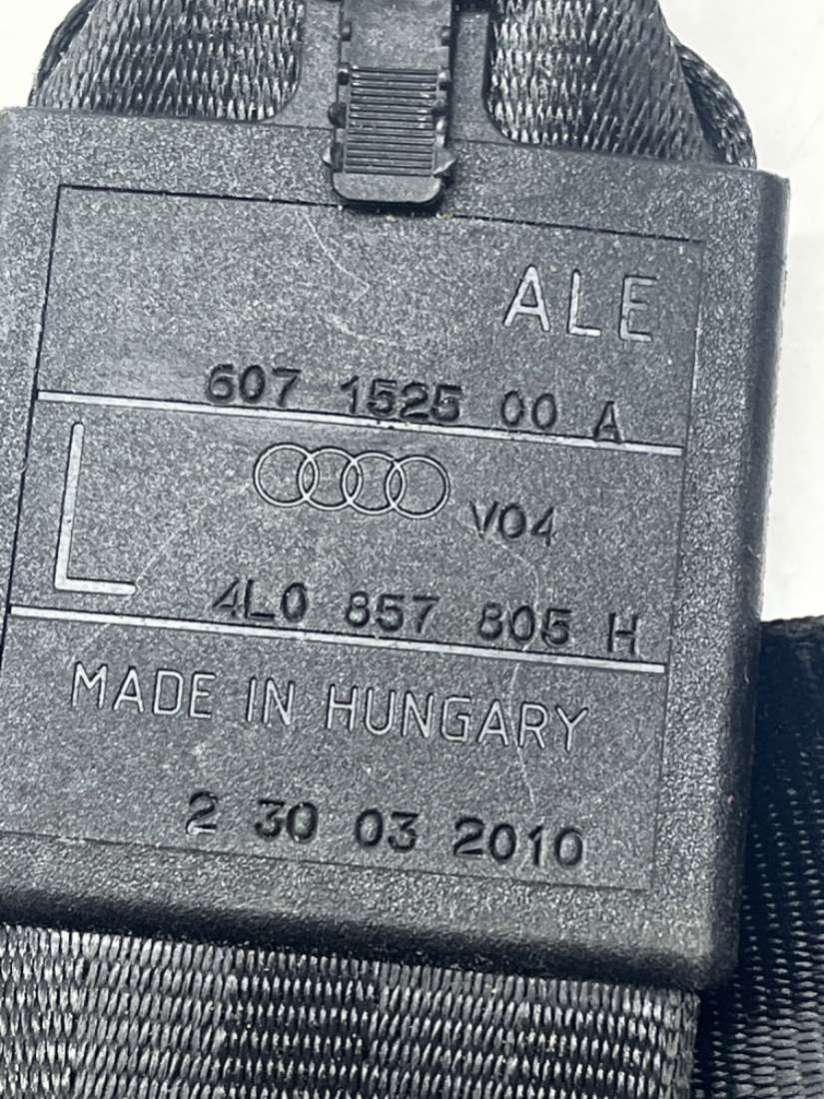 ALE
607 1525 00 A
L
V04
4L0 857 805 H
MADE IN HUNGARY
2 30 03 2010